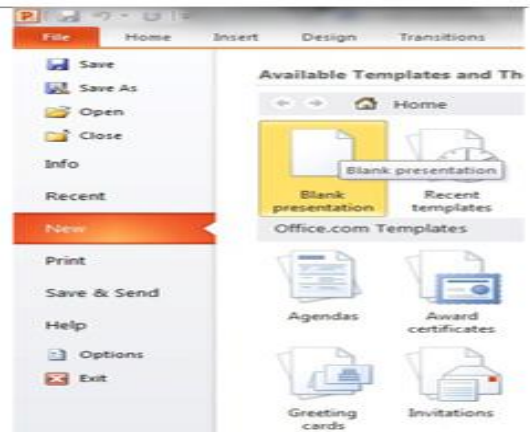 P
File Home Insert Design Transitions
Save
Save As
Open
Close
Info
Recent
New
Print
Save & Send
Help
Options
Exit
Available Templates and Th
Home
Blank presentation
Blank
presentation
Recent
templates
Office.com Templates
Agendas
Award
certificates
Greeting
cards
Invitations